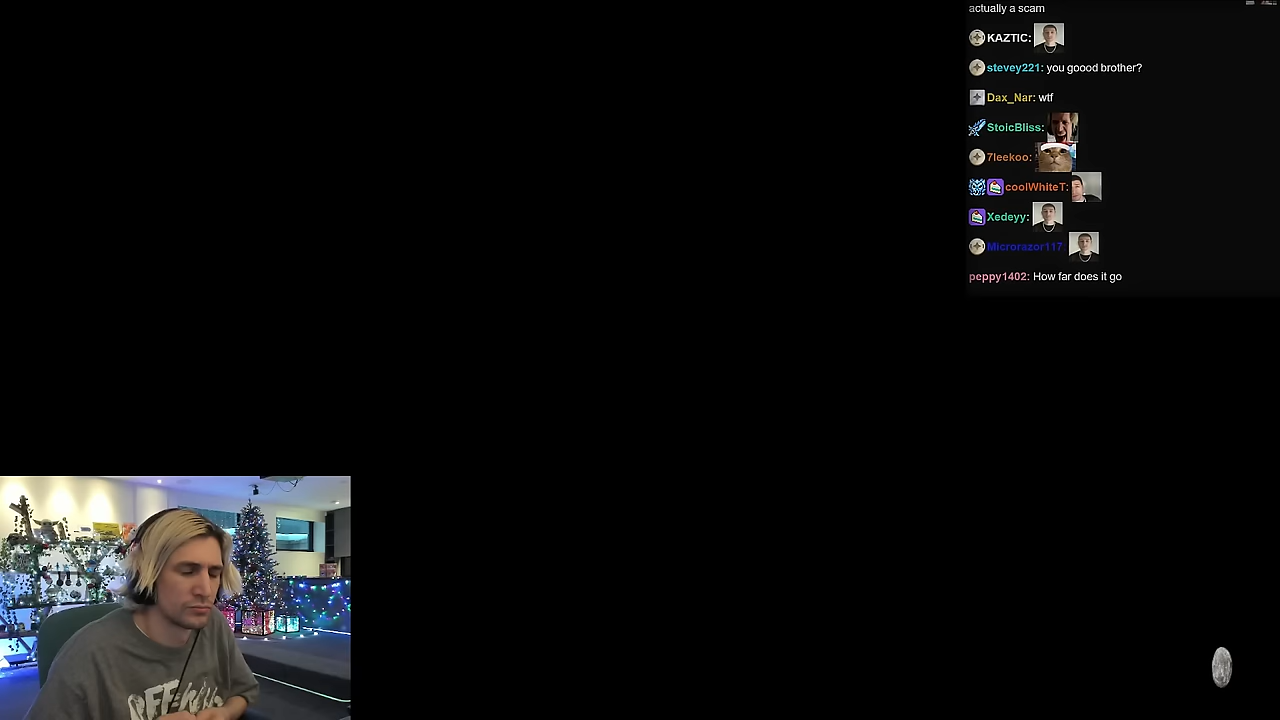 actually a scam
KAZTIC:
stevey221: you goood brother?
Dax_Nar: wtf
StoicBliss:
7leekoo:
coolWhiteT:
Xedeyy:
Microrazor117
peppy1402: How far does it go